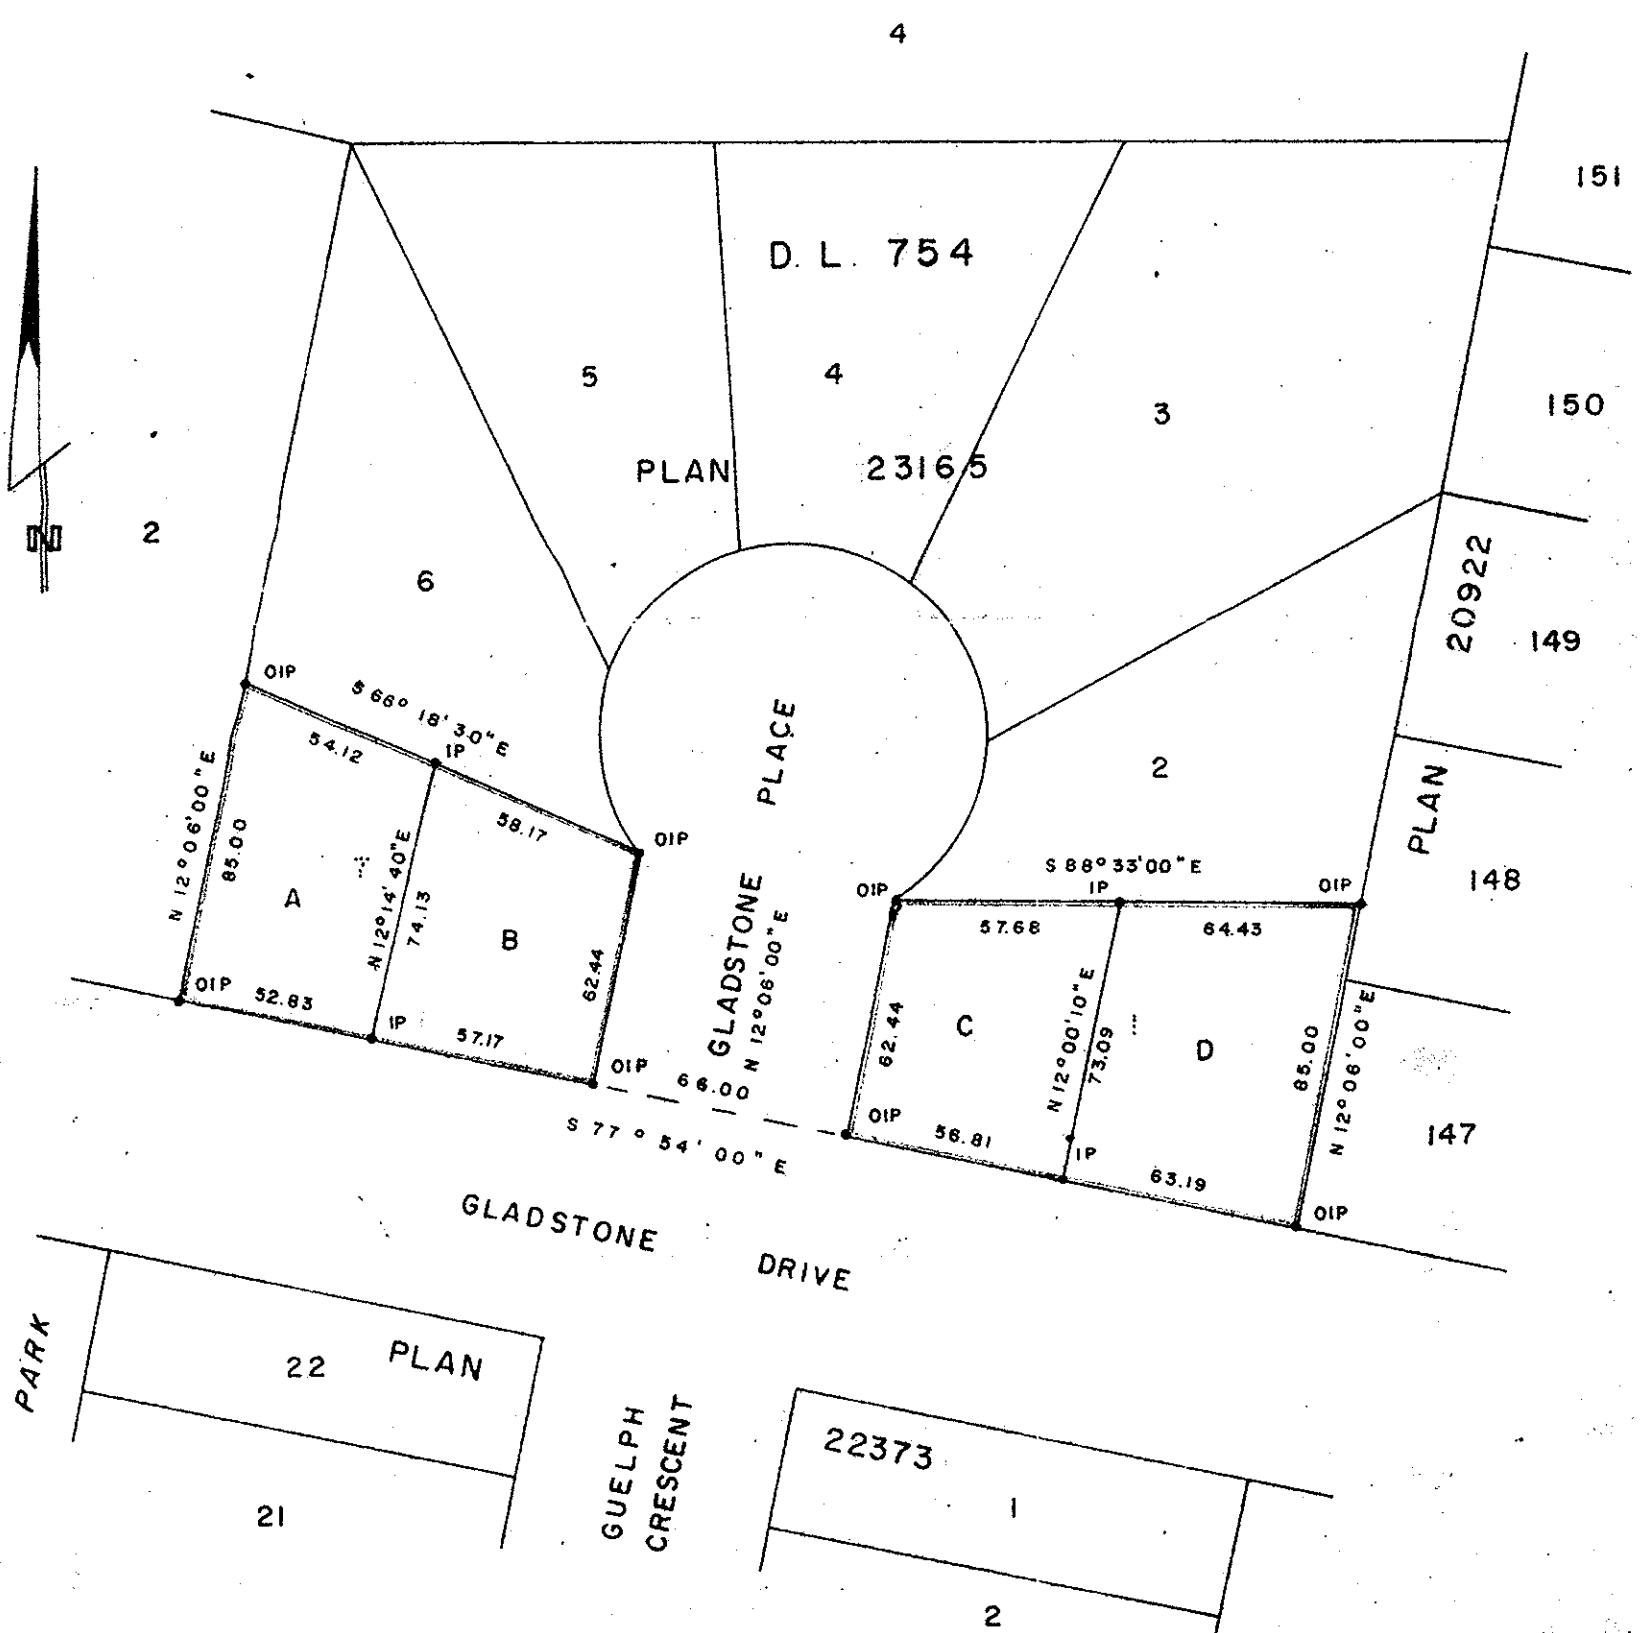 4
151
D. L. 754
5
4
3
150
PLAN 23165
N
2
6
20922
149
OIP
S 66° 18' 30" E
54.12
IP
58.17
OIP
PLACE
2
PLAN
N 12° 06' 00" E
85.00
A
N 12° 14' 40" E
74.13
B
62.44
GLADSTONE
N 12° 06' 00" E
S 88° 33' 00" E
OIP
IP
OIP
57.68
64.43
148
OIP
52.83
IP
57.17
OIP
66.00
S 77° 54' 00" E
62.44
C
N 12° 00' 10" E
73.09
D
85.00
N 12° 06' 00" E
OIP
56.81
IP
63.19
OIP
147
GLADSTONE DRIVE
PARK
22
PLAN
21
GUELPH
CRESCENT
22373
1
2